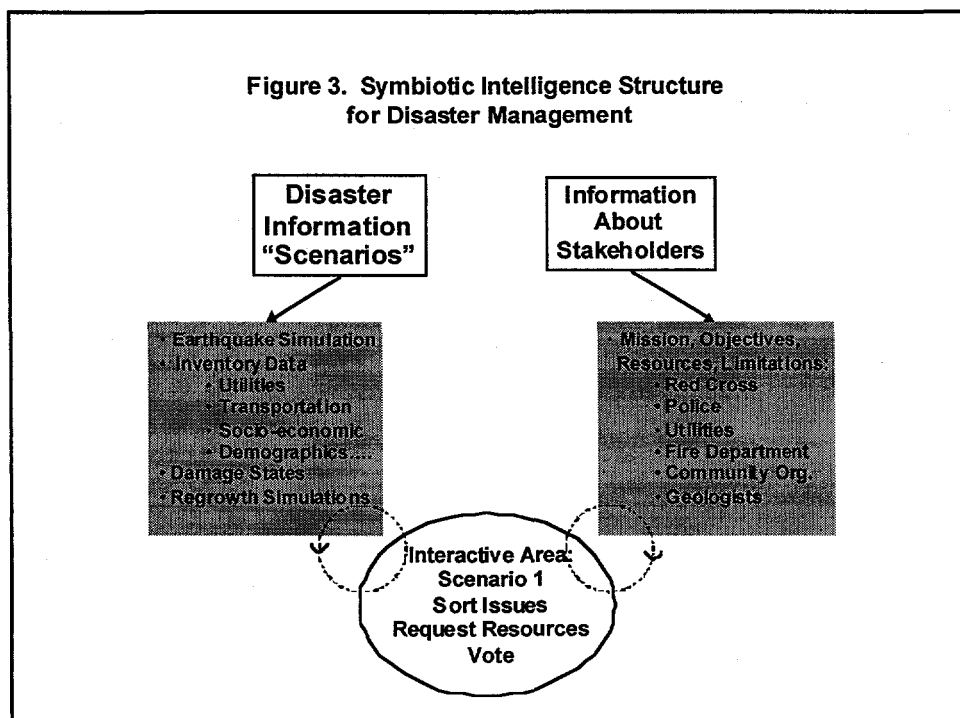 Figure 3. Symbiotic Intelligence Structure
for Disaster Management
Disaster
Information
“Scenarios”
Information
About
Stakeholders
• Earthquake Simulation
• Inventory Data
• Utilities
• Transportation
• Socio-economic
• Demographics....
• Damage States
• Regrowth Simulations
• Mission, Objectives,
Resources, Limitations:
• Red Cross
• Police
• Utilities
• Fire Department
• Community Org.
• Geologists
Interactive Area:
Scenario 1
Sort Issues
Request Resources
Vote